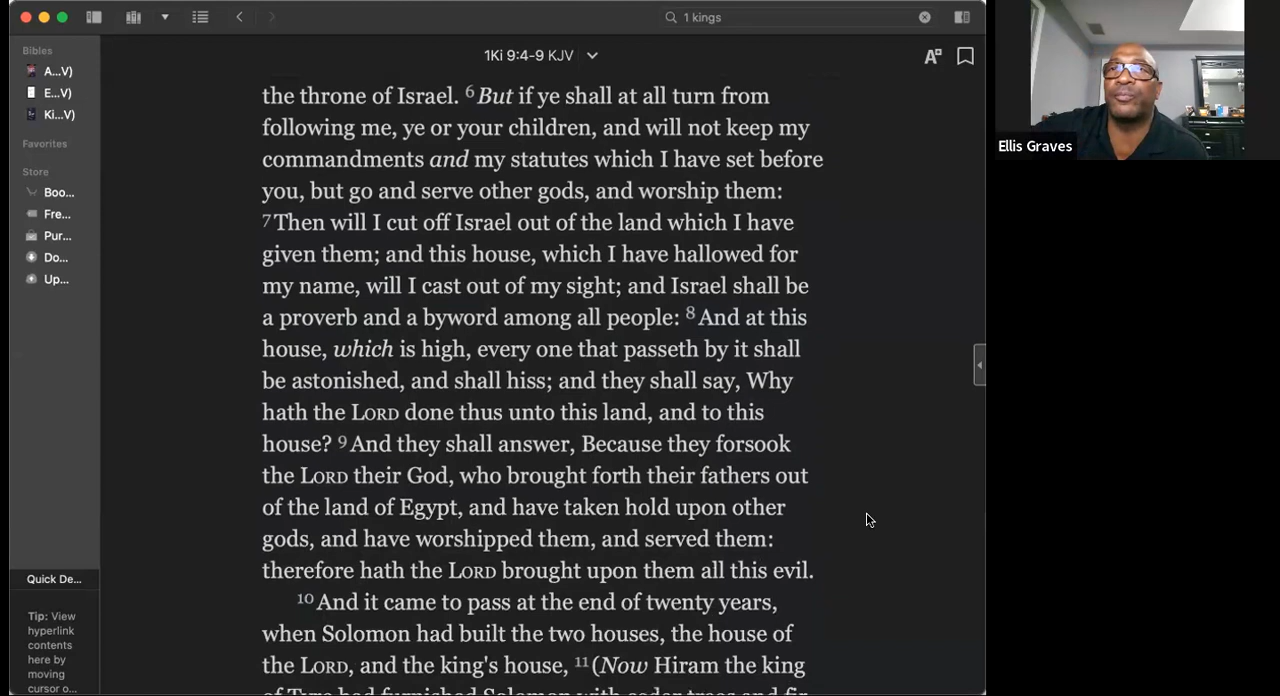 1 kings
Bibles
A...V)
E...V)
Ki...V)
Favorites
Store
Boo...
Fre...
Pur...
Do...
Up...
Quick De...
Tip: View
hyperlink
contents
here by
moving
cursor o...
1Ki 9:4-9 KJV
the throne of Israel. 6 But if ye shall at all turn from
following me, ye or your children, and will not keep my
commandments and my statutes which I have set before
you, but go and serve other gods, and worship them:
7 Then will I cut off Israel out of the land which I have
given them; and this house, which I have hallowed for
my name, will I cast out of my sight; and Israel shall be
a proverb and a byword among all people: 8 And at this
house, which is high, every one that passeth by it shall
be astonished, and shall hiss; and they shall say, Why
hath the LORD done thus unto this land, and to this
house? 9 And they shall answer, Because they forsook
the LORD their God, who brought forth their fathers out
of the land of Egypt, and have taken hold upon other
gods, and have worshipped them, and served them:
therefore hath the LORD brought upon them all this evil.
10 And it came to pass at the end of twenty years,
when Solomon had built the two houses, the house of
the LORD, and the king's house, 11 (Now Hiram the king
of Tyre had furnished Solomon with cedar trees and fir
Ellis Graves